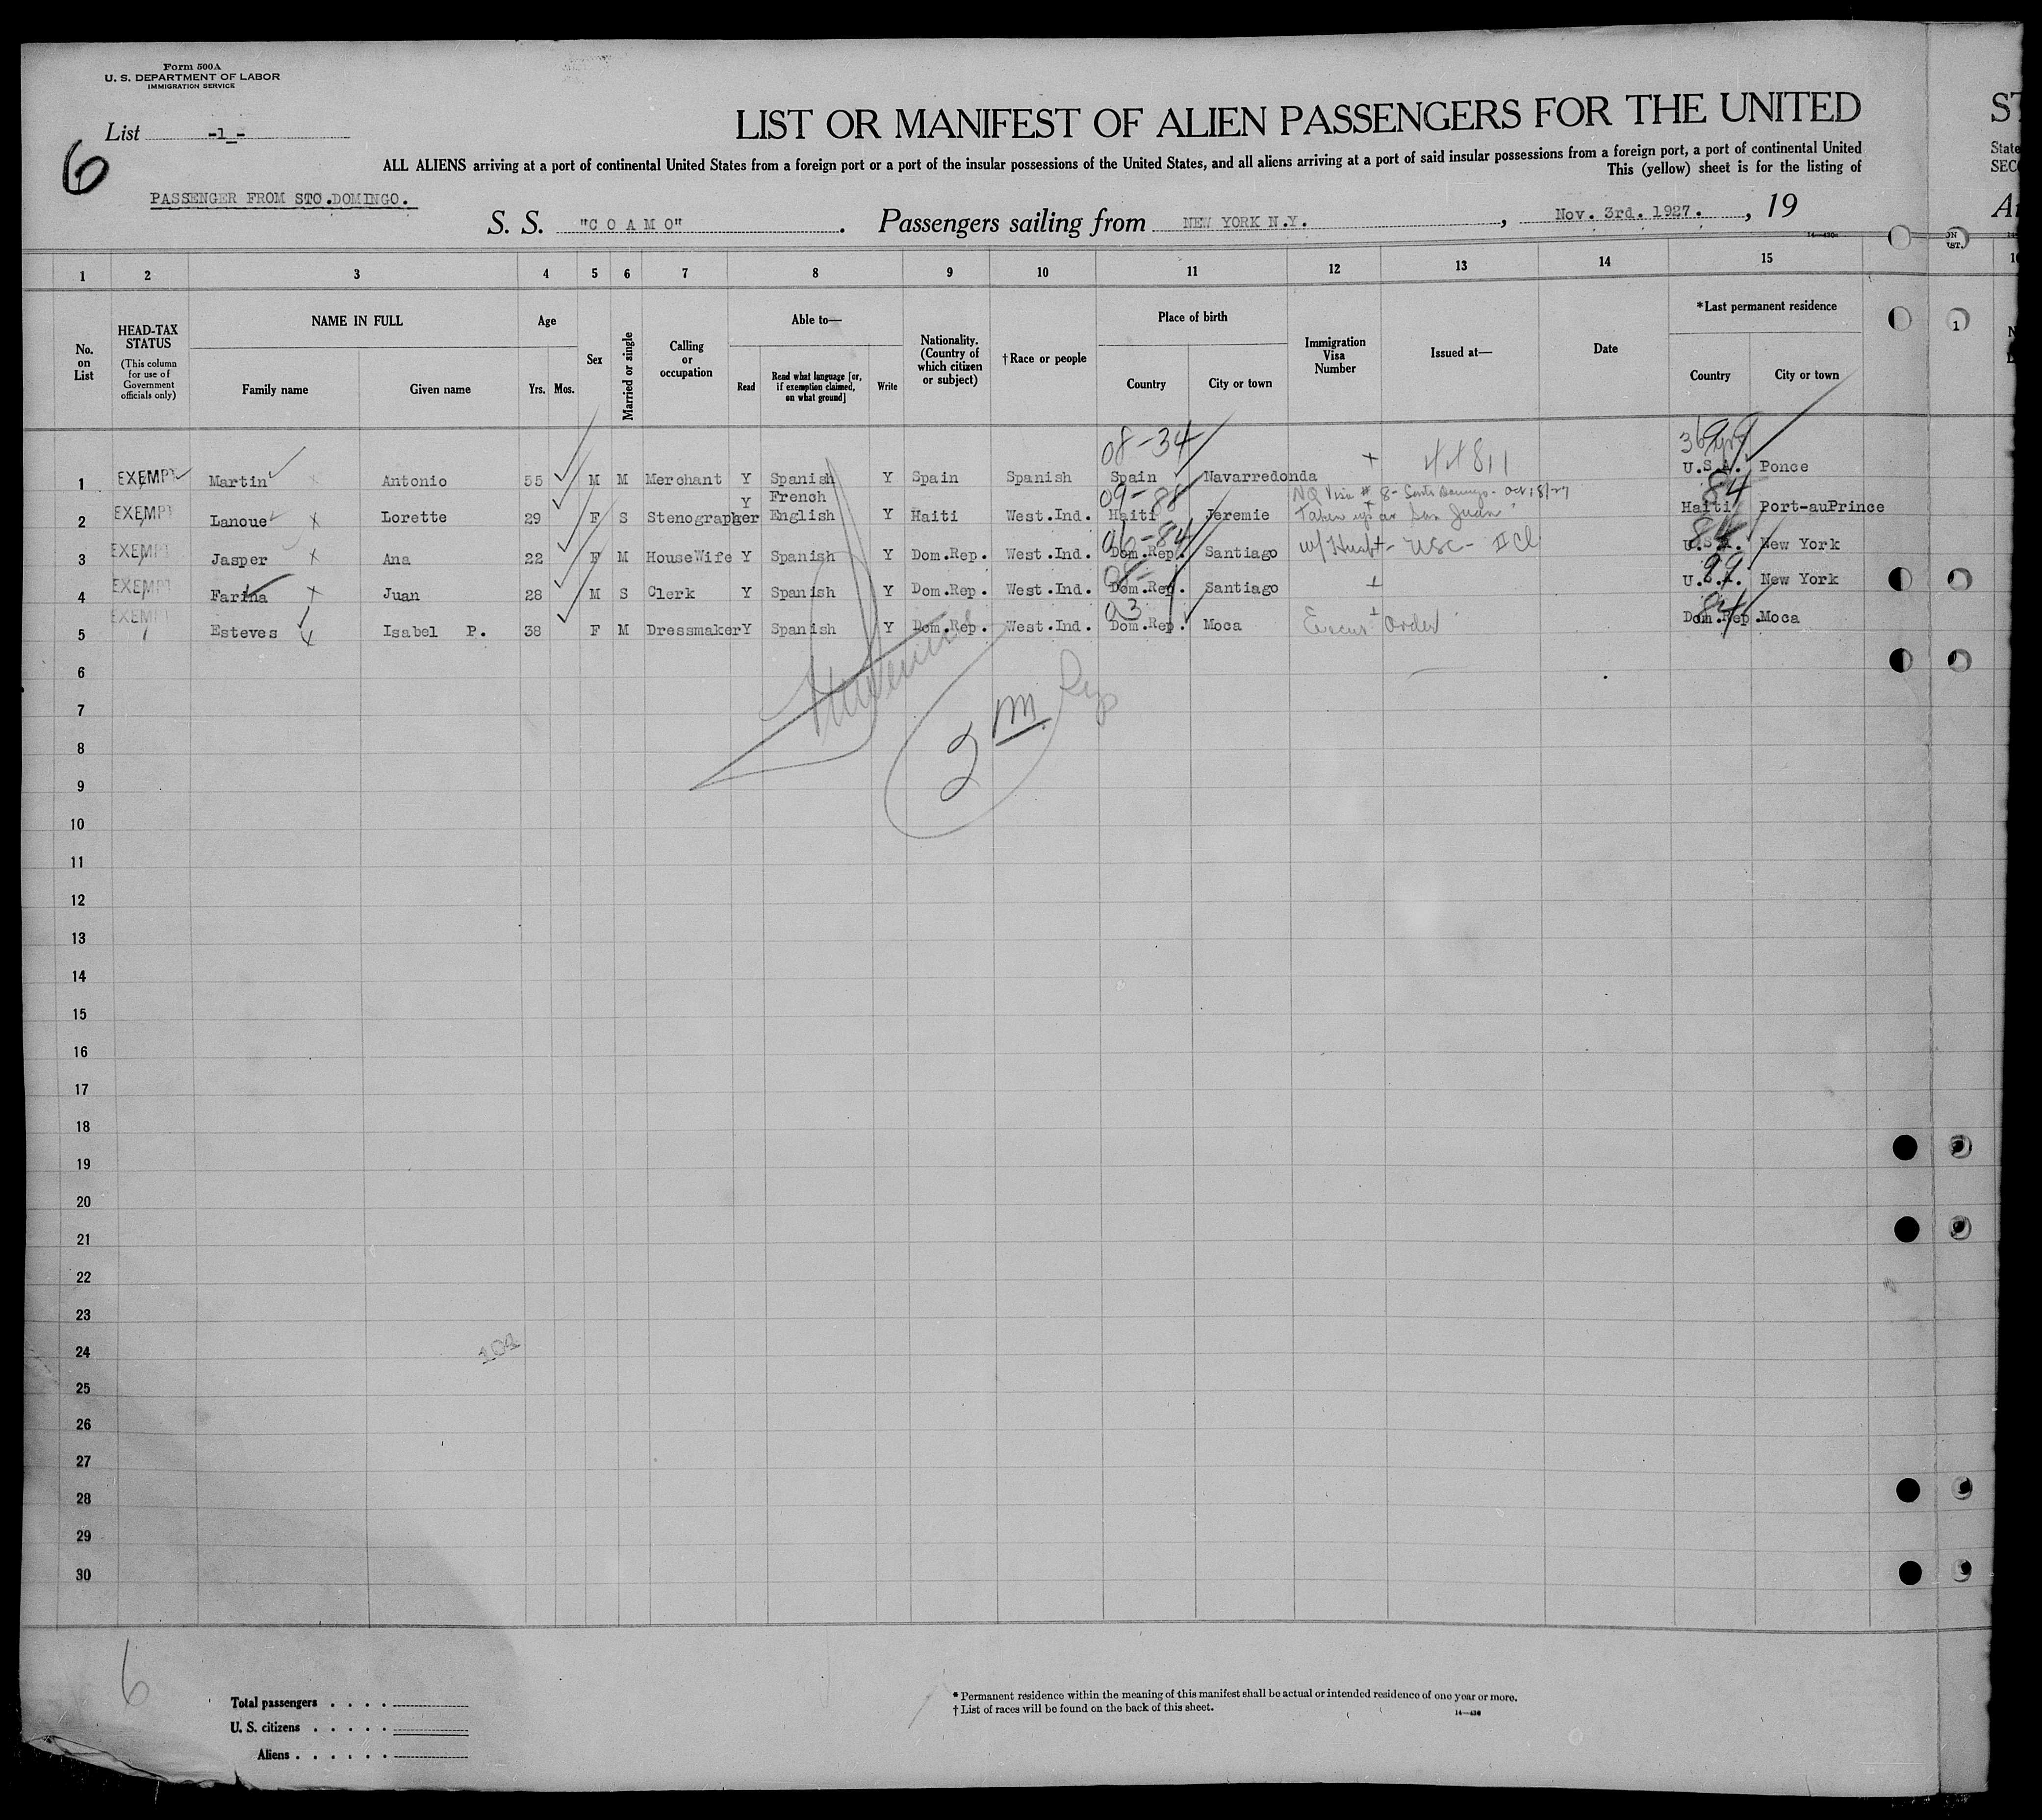 Form 500A
U. S. DEPARTMENT OF LABOR
IMMIGRATION SERVICE
List -1-
6
LIST OR MANIFEST OF ALIEN PASSENGERS FOR THE UNITED
ST
ALL ALIENS arriving at a port of continental United States from a foreign port or a port of the insular possessions of the United States, and all aliens arriving at a port of said insular possessions from a foreign port, a port of continental United
State
This (yellow) sheet is for the listing of
SEC
PASSENGER FROM STO.DOMINGO.
S. S. "C O A M O". Passengers sailing from NEW YORK N.Y., Nov. 3rd. 1927., 19
1 2 3 4 5 6 7 8 9 10 11 12 13 14 15
No. on List
HEAD-TAX STATUS
(This column for use of Government officials only)
NAME IN FULL
Family name Given name
Age
Yrs. Mos.
Sex
Married or single
Calling or occupation
Able to—
Read
Read what language [or, if exemption claimed, on what ground]
Write
Nationality. (Country of which citizen or subject)
†Race or people
Place of birth
Country City or town
Immigration Visa Number
Issued at—
Date
*Last permanent residence
Country City or town
08-34
1 EXEMPT Martin Antonio 55 M M Merchant Y Spanish Y Spain Spanish Spain Navarredonda U.S.A. Ponce
Y French 09-88 84
2 EXEMPT Lanoue Lorette 29 F S Stenographer English Y Haiti West.Ind. Haiti Jeremie San Juan Haiti Port-auPrince
3 EXEMPT Jasper Ana 22 F M HouseWife Y Spanish Y Dom.Rep. West.Ind. Dom.Rep. Santiago U.S.A. New York
99
4 EXEMPT Farina Juan 28 M S Clerk Y Spanish Y Dom.Rep. West.Ind. Dom.Rep. Santiago U.S.A. New York
84
5 EXEMPT Esteves Isabel P. 38 F M Dressmaker Y Spanish Y Dom.Rep. West.Ind. Dom.Rep. Moca Order Dom.Rep. Moca
6
7
8
9
10
11
12
13
14
15
16
17
18
19
20
21
22
23
24
25
26
27
28
29
30
6
Total passengers
U. S. citizens
Aliens
* Permanent residence within the meaning of this manifest shall be actual or intended residence of one year or more.
† List of races will be found on the back of this sheet.